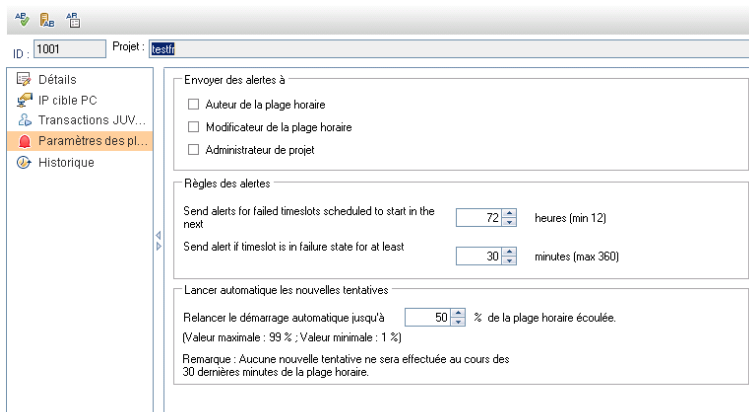 ID : 1001 Projet : testfr
Détails
IP cible PC
Transactions JUV...
Paramètres des pl...
Historique
Envoyer des alertes à
Auteur de la plage horaire
Modificateur de la plage horaire
Administrateur de projet
Règles des alertes
Send alerts for failed timeslots scheduled to start in the
next
72 heures (min 12)
Send alert if timeslot is in failure state for at least
30 minutes (max 360)
Lancer automatique les nouvelles tentatives
Relancer le démarrage automatique jusqu'à 50 % de la plage horaire écoulée.
(Valeur maximale : 99 % ; Valeur minimale : 1 %)
Remarque : Aucune nouvelle tentative ne sera effectuée au cours des
30 dernières minutes de la plage horaire.